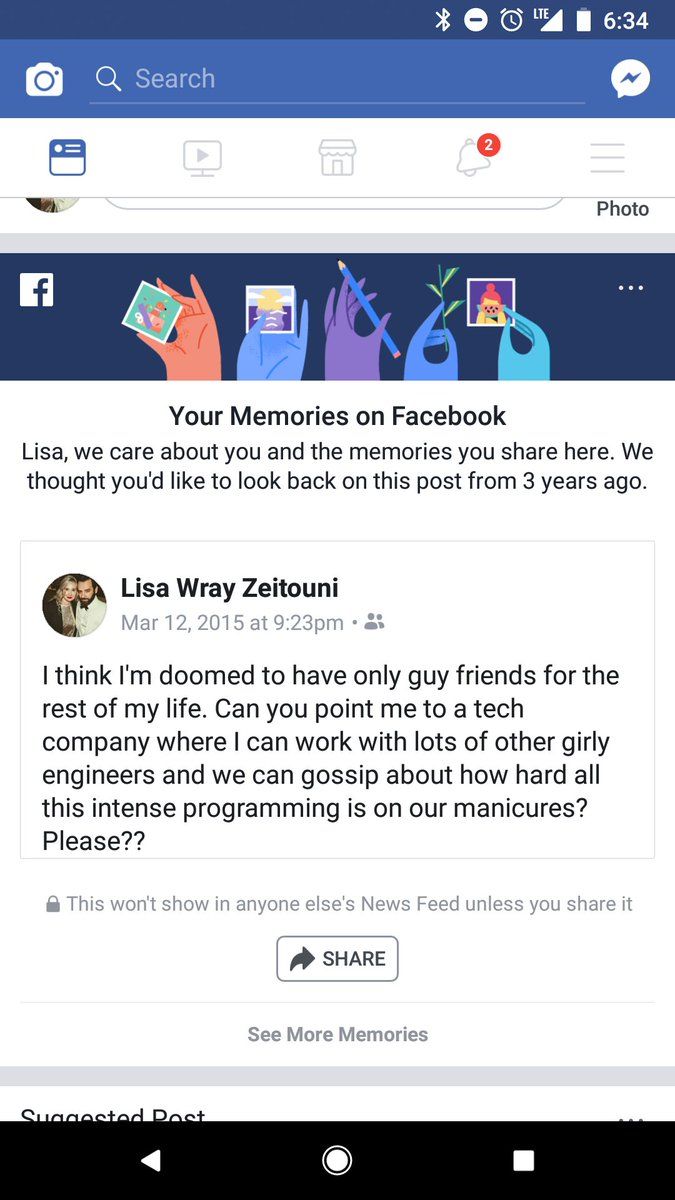 LTE 6:34
Search
2
Photo
Your Memories on Facebook
Lisa, we care about you and the memories you share here. We
thought you'd like to look back on this post from 3 years ago.
Lisa Wray Zeitouni
Mar 12, 2015 at 9:23pm •
I think I'm doomed to have only guy friends for the
rest of my life. Can you point me to a tech
company where I can work with lots of other girly
engineers and we can gossip about how hard all
this intense programming is on our manicures?
Please??
This won't show in anyone else's News Feed unless you share it
SHARE
See More Memories
Suggested Post